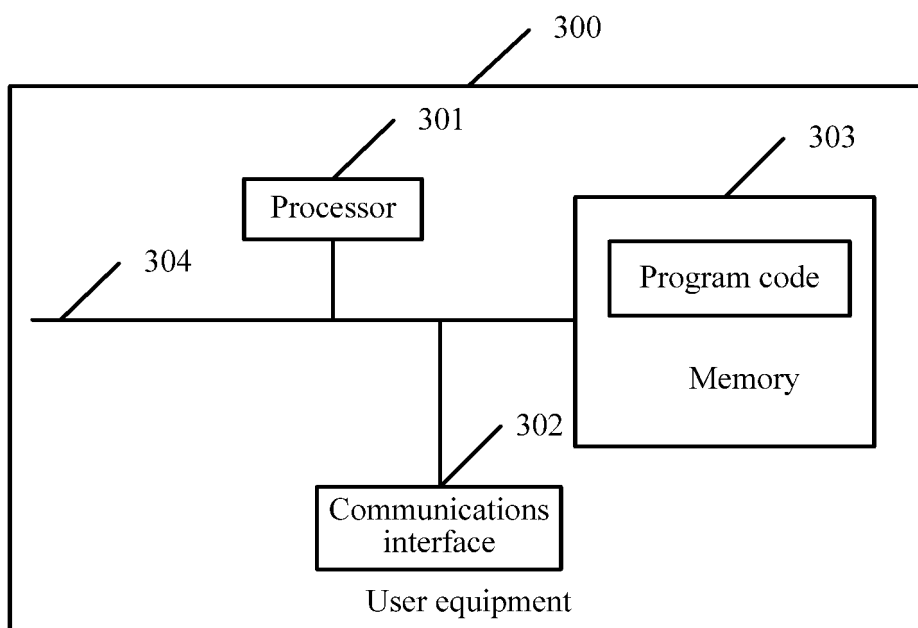 300
301
303
Processor
304
Program code
Memory
302
Communications
interface
User equipment